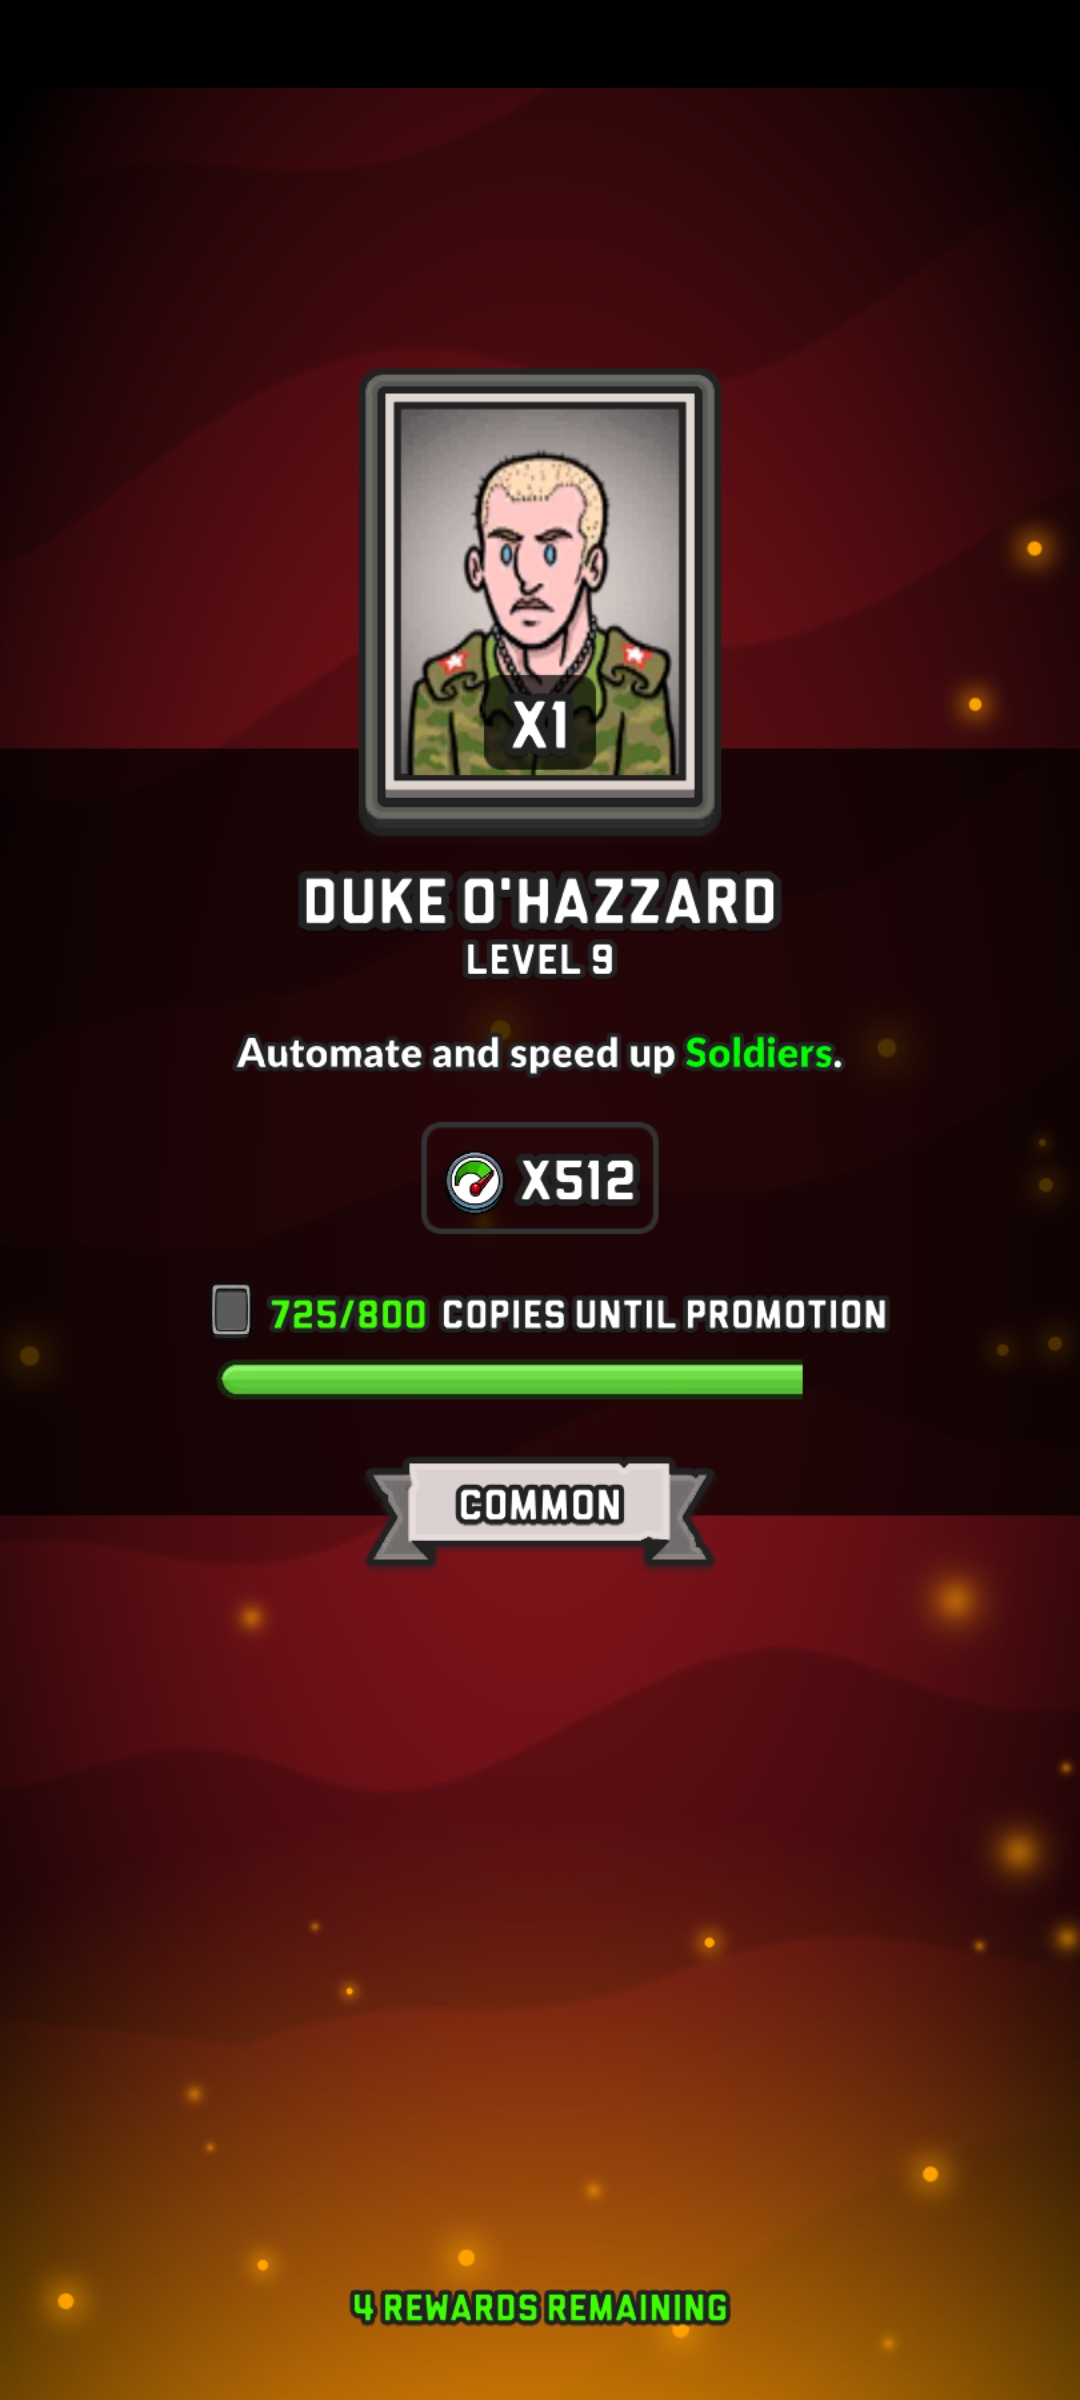 X1
DUKE O'HAZZARD
LEVEL 9
Automate and speed up Soldiers.
X512
725/800 COPIES UNTIL PROMOTION
COMMON
4 REWARDS REMAINING